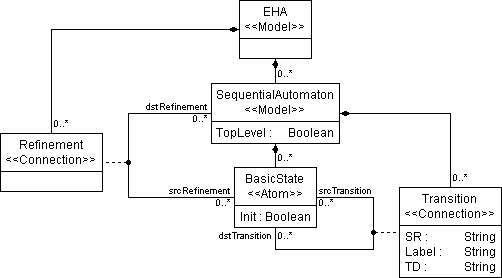 EHA
<<Model>>
0..*
SequentialAutomaton
<<Model>>
TopLevel : Boolean
dstRefinement
0..*
0..*
Refinement
<<Connection>>
0..*
BasicState
<<Atom>>
Init : Boolean
srcRefinement
0..*
srcTransition
0..*
dstTransition
0..*
0..*
Transition
<<Connection>>
SR : String
Label : String
TD : String